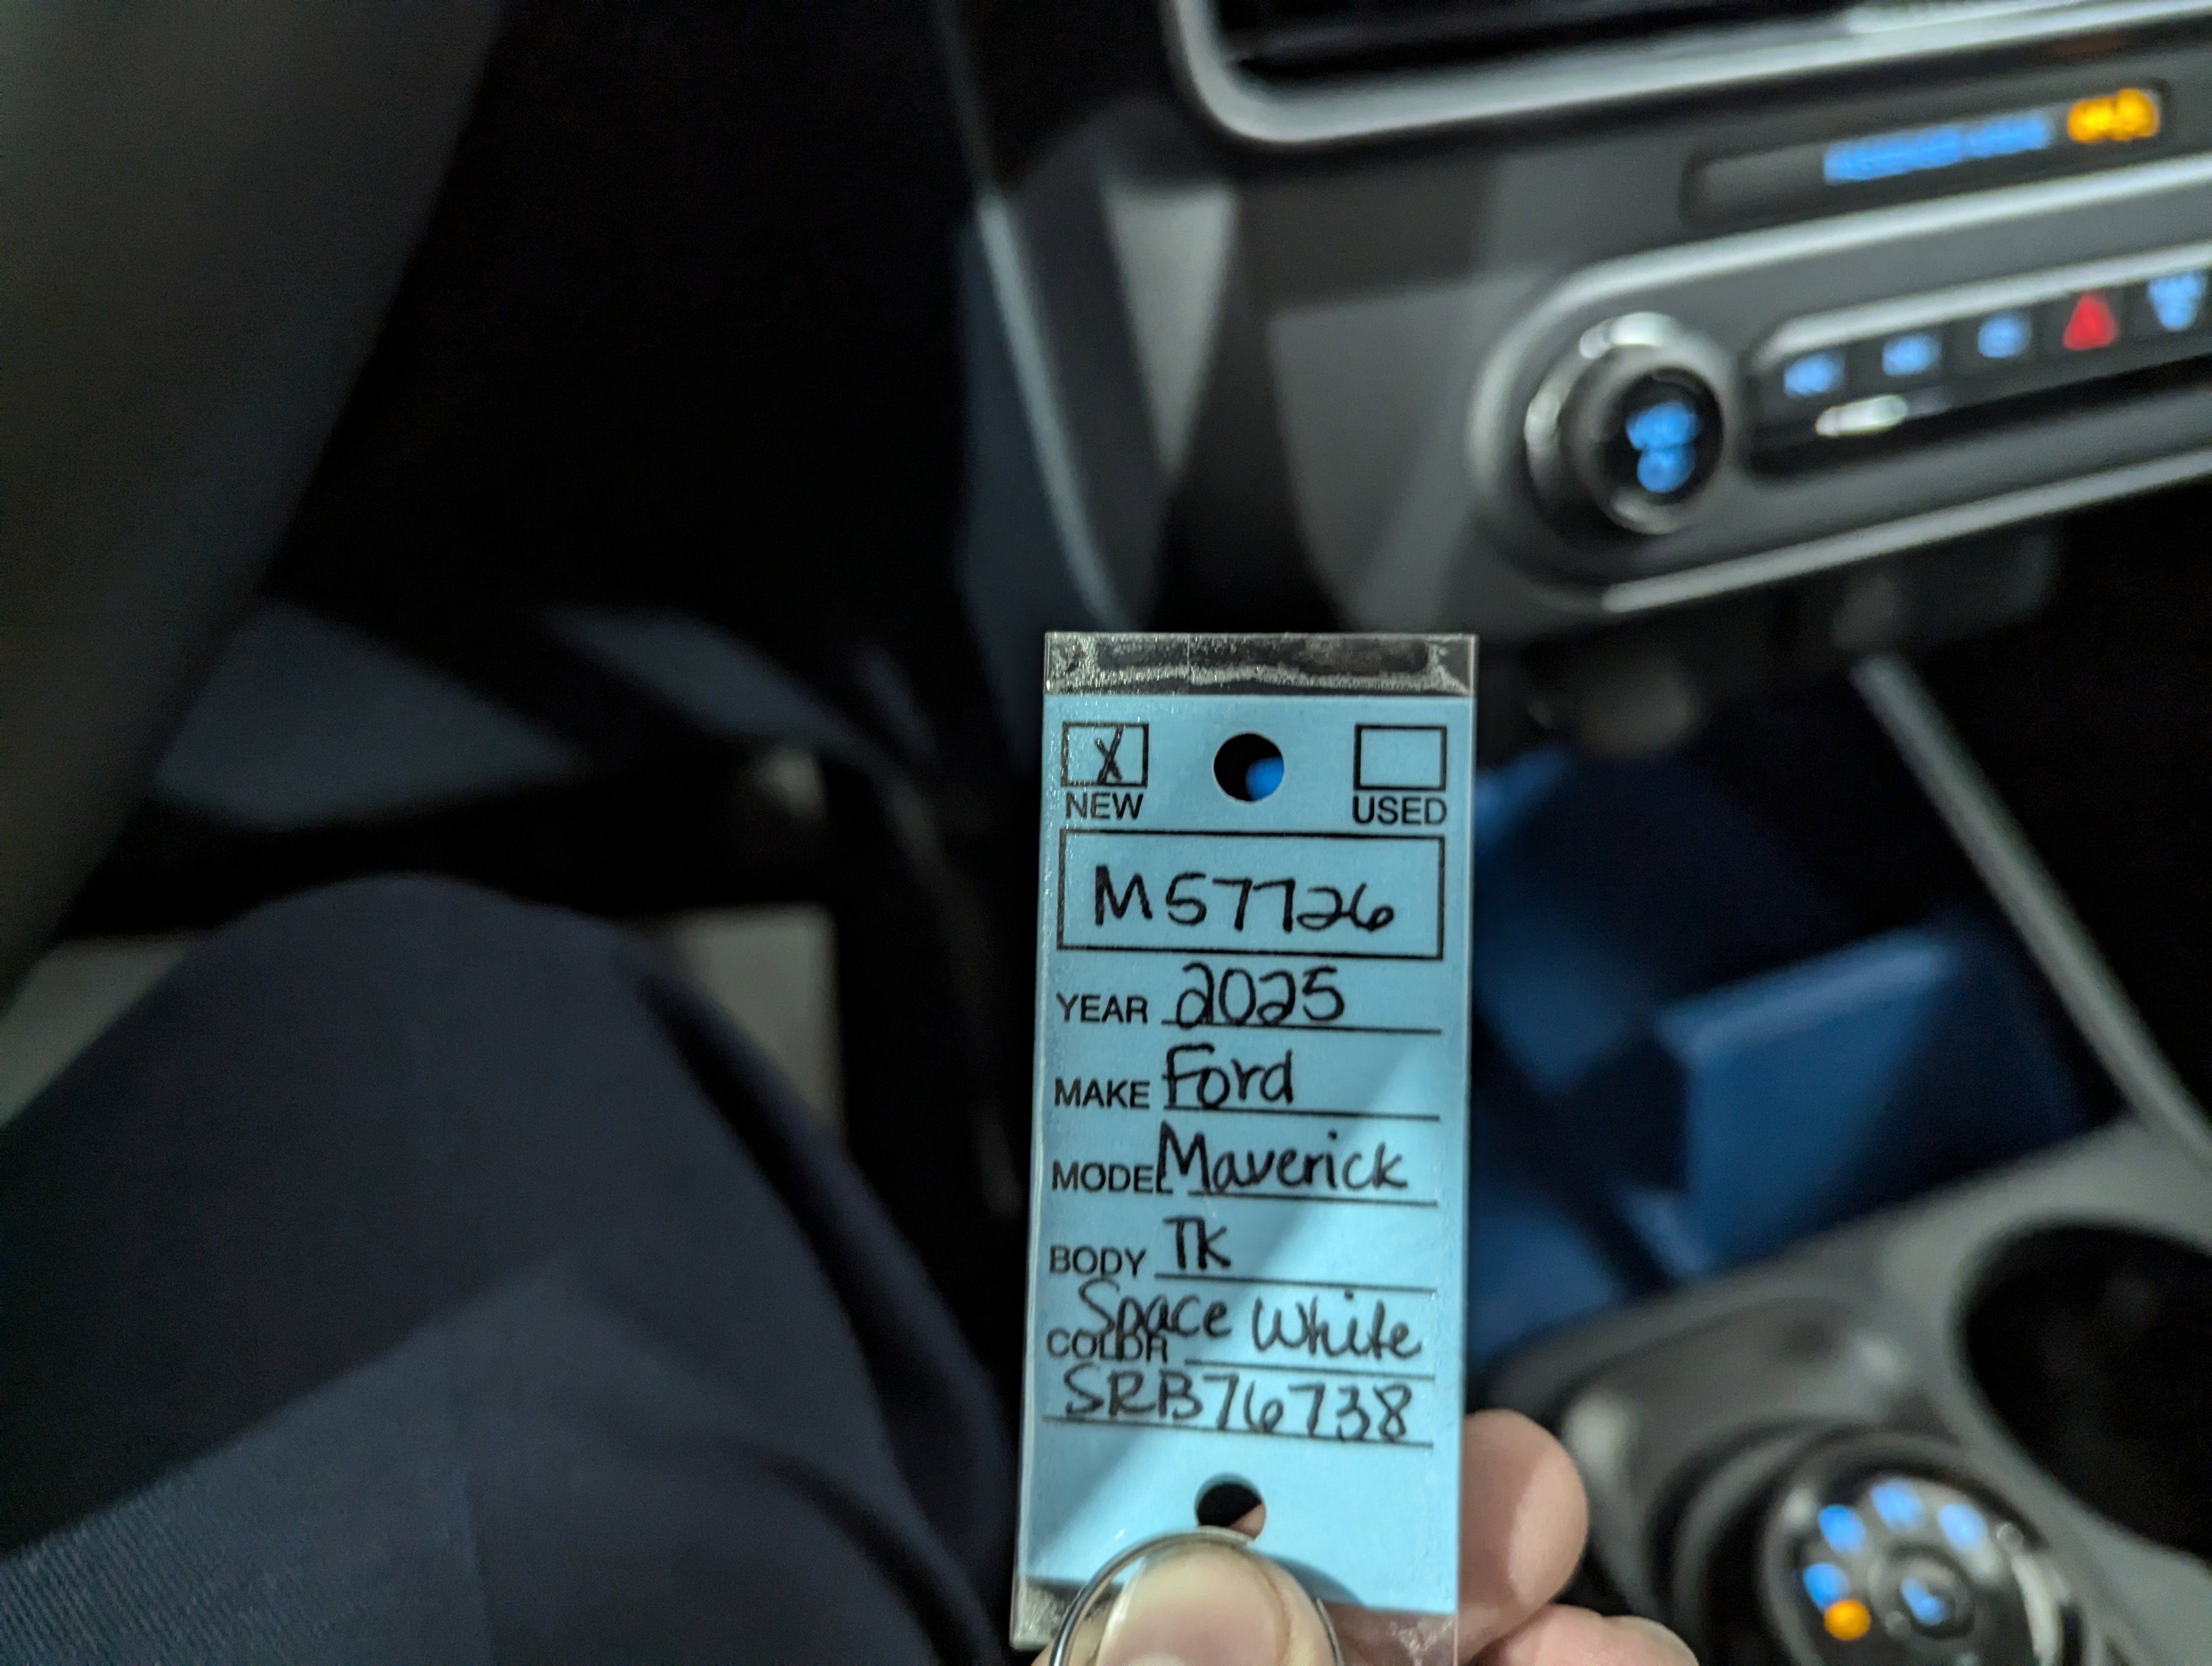 X
NEW USED
M57726
YEAR 2025
MAKE Ford
MODEL Maverick
BODY TK
COLOR Space White
SRB76738